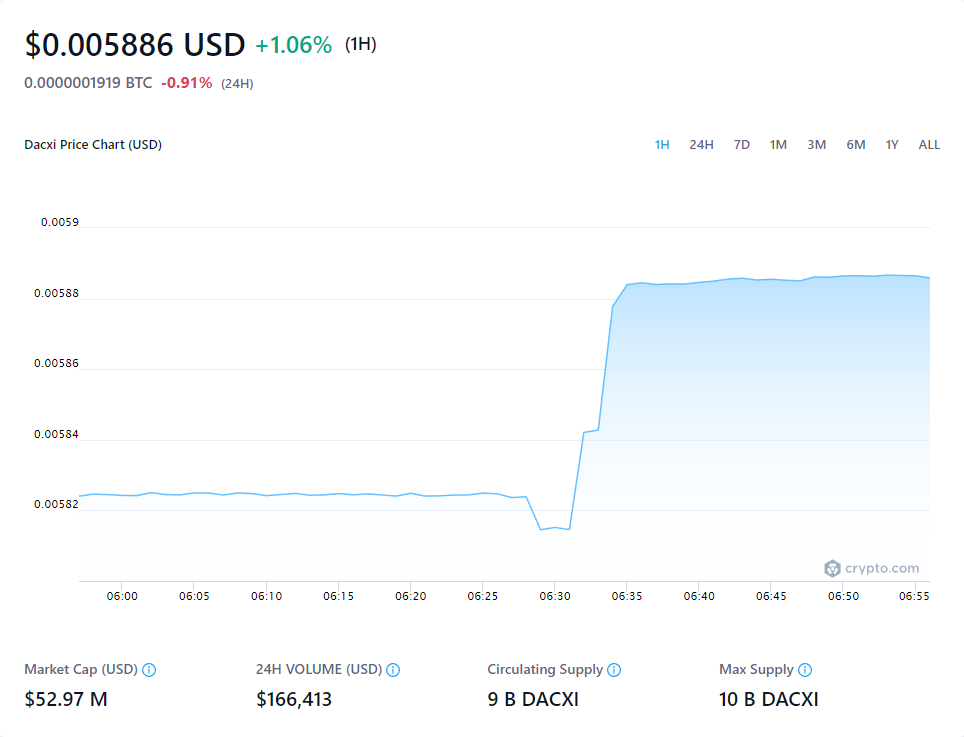 $0.005886 USD +1.06% (1H)
0.0000001919 BTC -0.91% (24H)
Dacxi Price Chart (USD) 1H 24H 7D 1M 3M 6M 1Y ALL
0.0059
0.00588
0.00586
0.00584
0.00582
crypto.com
06:00 06:05 06:10 06:15 06:20 06:25 06:30 06:35 06:40 06:45 06:50 06:55
Market Cap (USD) 24H VOLUME (USD) Circulating Supply Max Supply
$52.97 M $166,413 9 B DACXI 10 B DACXI